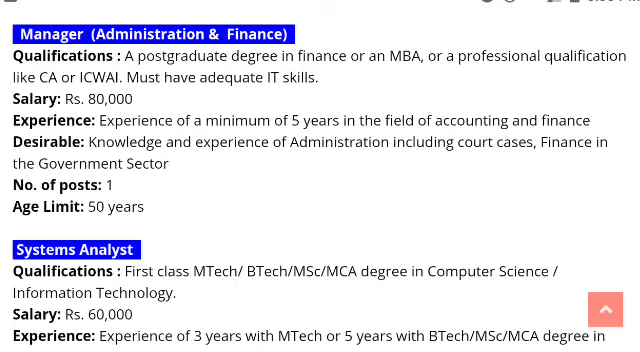 Manager (Administration & Finance)
Qualifications : A postgraduate degree in finance or an MBA, or a professional qualification
like CA or ICWAI. Must have adequate IT skills.
Salary: Rs. 80,000
Experience: Experience of a minimum of 5 years in the field of accounting and finance
Desirable: Knowledge and experience of Administration including court cases, Finance in
the Government Sector
No. of posts: 1
Age Limit: 50 years
Systems Analyst
Qualifications : First class MTech/ BTech/MSc/MCA degree in Computer Science /
Information Technology.
Salary: Rs. 60,000
Experience: Experience of 3 years with MTech or 5 years with BTech/MSc/MCA degree in